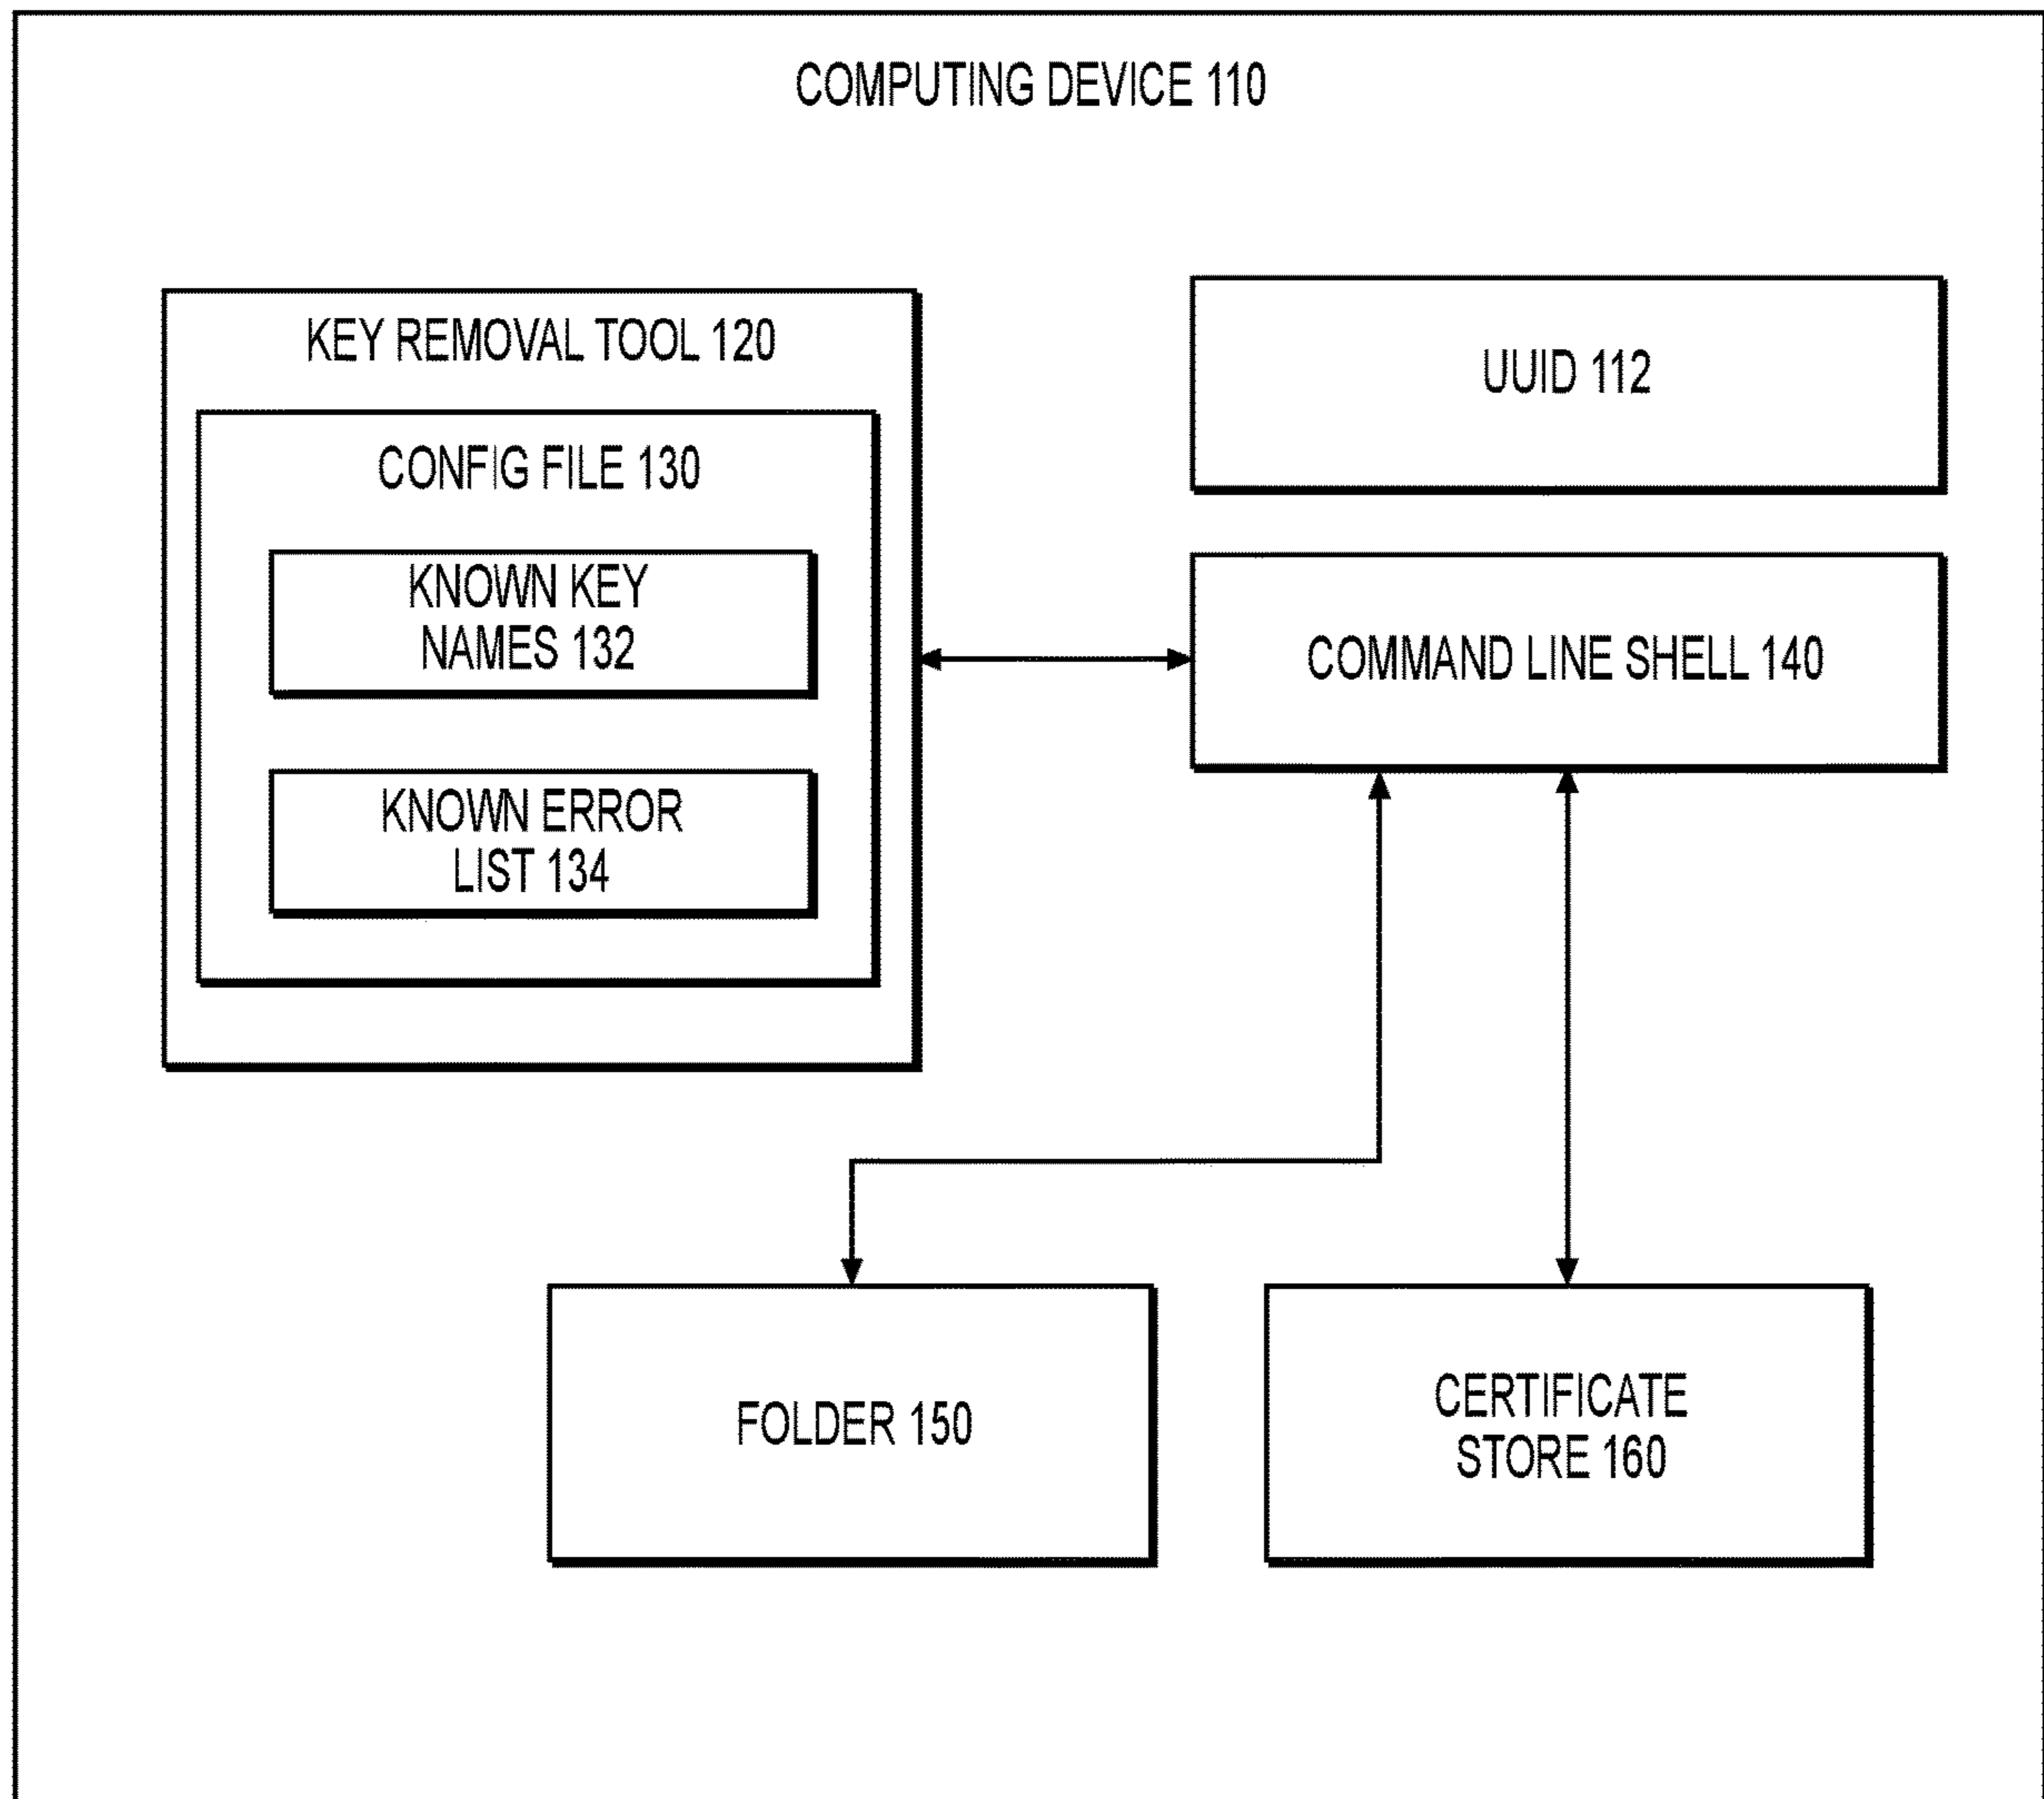 COMPUTING DEVICE 110
KEY REMOVAL TOOL 120
CONFIG FILE 130
KNOWN KEY
NAMES 132
KNOWN ERROR
LIST 134
UUID 112
COMMAND LINE SHELL 140
FOLDER 150
CERTIFICATE
STORE 160